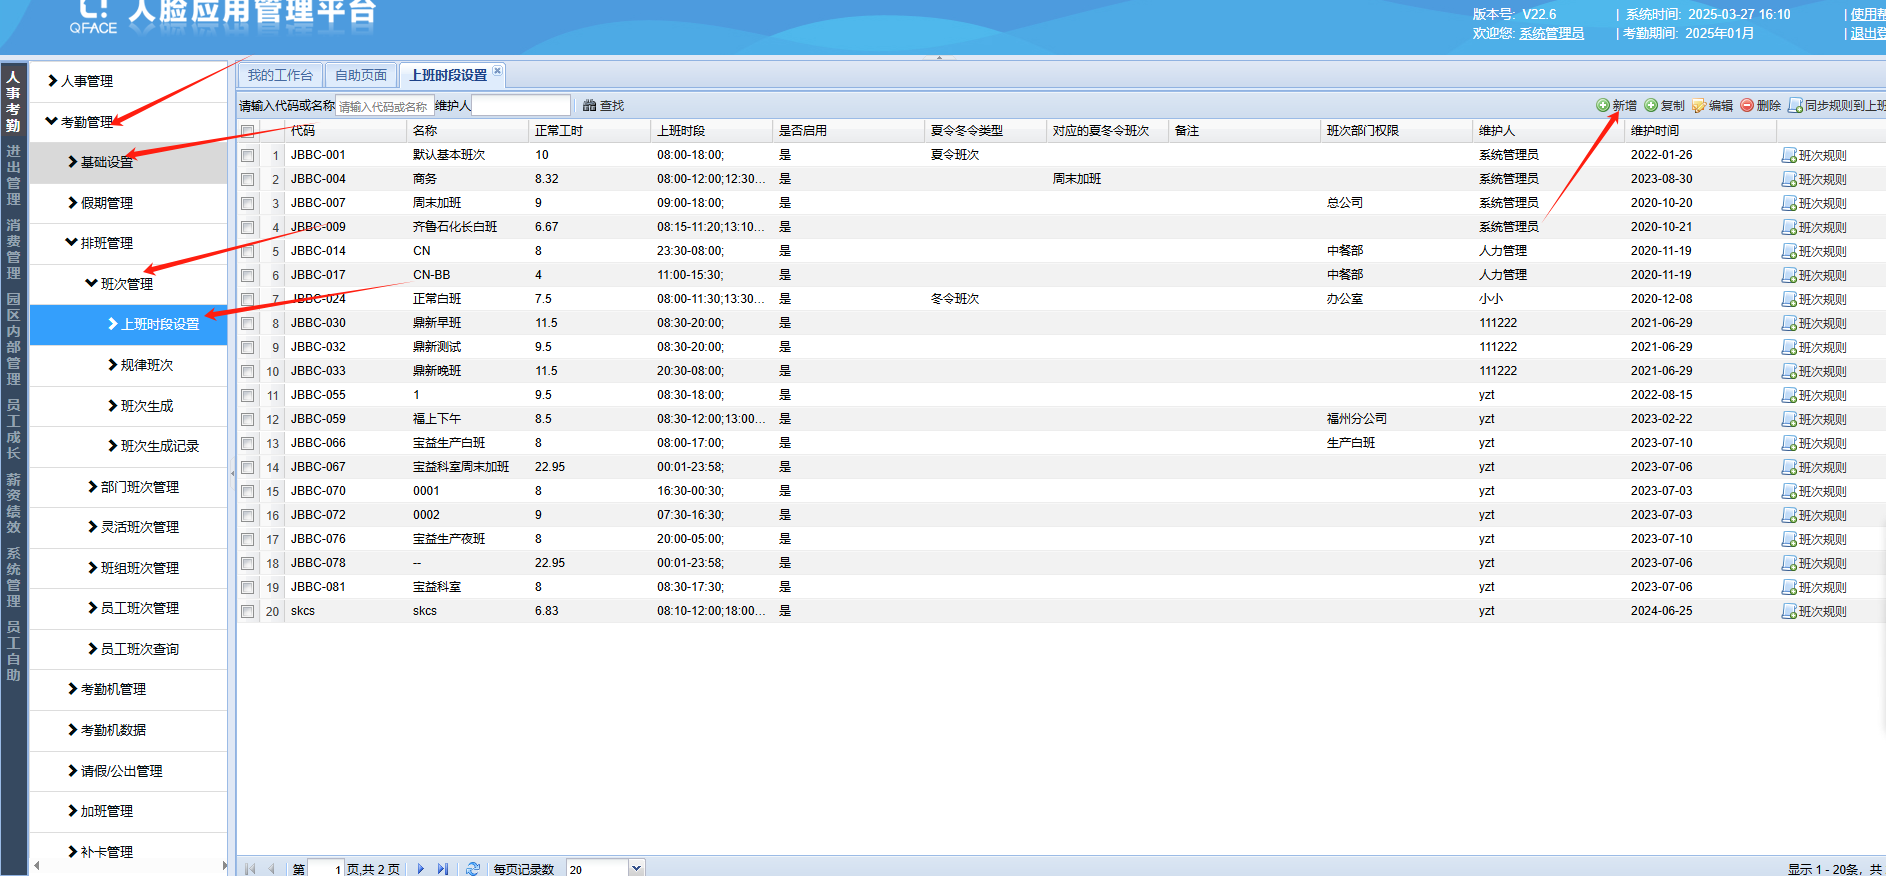 QFACE 人脸应用管理平台
版本号: V22.6 | 系统时间: 2025-03-27 16:10 | 使用帮
欢迎您: 系统管理员 | 考勤期间: 2025年01月 | 退出登
人事考勤
进出管理
消费管理
园区内部管理
员工成长
薪资绩效
系统管理
员工自助
人事管理
考勤管理
基础设置
假期管理
排班管理
班次管理
上班时段设置
规律班次
班次生成
班次生成记录
部门班次管理
灵活班次管理
班组班次管理
员工班次管理
员工班次查询
考勤机管理
考勤机数据
请假/公出管理
加班管理
补卡管理
我的工作台 自助页面 上班时段设置
请输入代码或名称 请输入代码或名称 维护人 查找 新增 复制 编辑 删除 同步规则到上班
代码 名称 正常工时 上班时段 是否启用 夏令冬令类型 对应的夏冬令班次 备注 班次部门权限 维护人 维护时间
1 JBBC-001 默认基本班次 10 08:00-18:00; 是 夏令班次 系统管理员 2022-01-26 班次规则
2 JBBC-004 商务 8.32 08:00-12:00;12:30... 是 周末加班 系统管理员 2023-08-30 班次规则
3 JBBC-007 周末加班 9 09:00-18:00; 是 总公司 系统管理员 2020-10-20 班次规则
4 JBBC-009 齐鲁石化长白班 6.67 08:15-11:20;13:10... 是 系统管理员 2020-10-21 班次规则
5 JBBC-014 CN 8 23:30-08:00; 是 中餐部 人力管理 2020-11-19 班次规则
6 JBBC-017 CN-BB 4 11:00-15:30; 是 中餐部 人力管理 2020-11-19 班次规则
7 JBBC-024 正常白班 7.5 08:00-11:30;13:30... 是 冬令班次 办公室 小小 2020-12-08 班次规则
8 JBBC-030 鼎新早班 11.5 08:30-20:00; 是 111222 2021-06-29 班次规则
9 JBBC-032 鼎新测试 9.5 08:30-20:00; 是 111222 2021-06-29 班次规则
10 JBBC-033 鼎新晚班 11.5 20:30-08:00; 是 111222 2021-06-29 班次规则
11 JBBC-055 1 9.5 08:30-18:00; 是 yzt 2022-08-15 班次规则
12 JBBC-059 福上下午 8.5 08:30-12:00;13:00... 是 福州分公司 yzt 2023-02-22 班次规则
13 JBBC-066 宝益生产白班 8 08:00-17:00; 是 生产白班 yzt 2023-07-10 班次规则
14 JBBC-067 宝益科室周末加班 22.95 00:01-23:58; 是 yzt 2023-07-06 班次规则
15 JBBC-070 0001 8 16:30-00:30; 是 yzt 2023-07-03 班次规则
16 JBBC-072 0002 9 07:30-16:30; 是 yzt 2023-07-03 班次规则
17 JBBC-076 宝益生产夜班 8 20:00-05:00; 是 yzt 2023-07-10 班次规则
18 JBBC-078 -- 22.95 00:01-23:58; 是 yzt 2023-07-06 班次规则
19 JBBC-081 宝益科室 8 08:30-17:30; 是 yzt 2023-07-06 班次规则
20 skcs skcs 6.83 08:10-12:00;18:00... 是 yzt 2024-06-25 班次规则
第 1 页,共 2 页 每页记录数 20 显示 1 - 20条，共